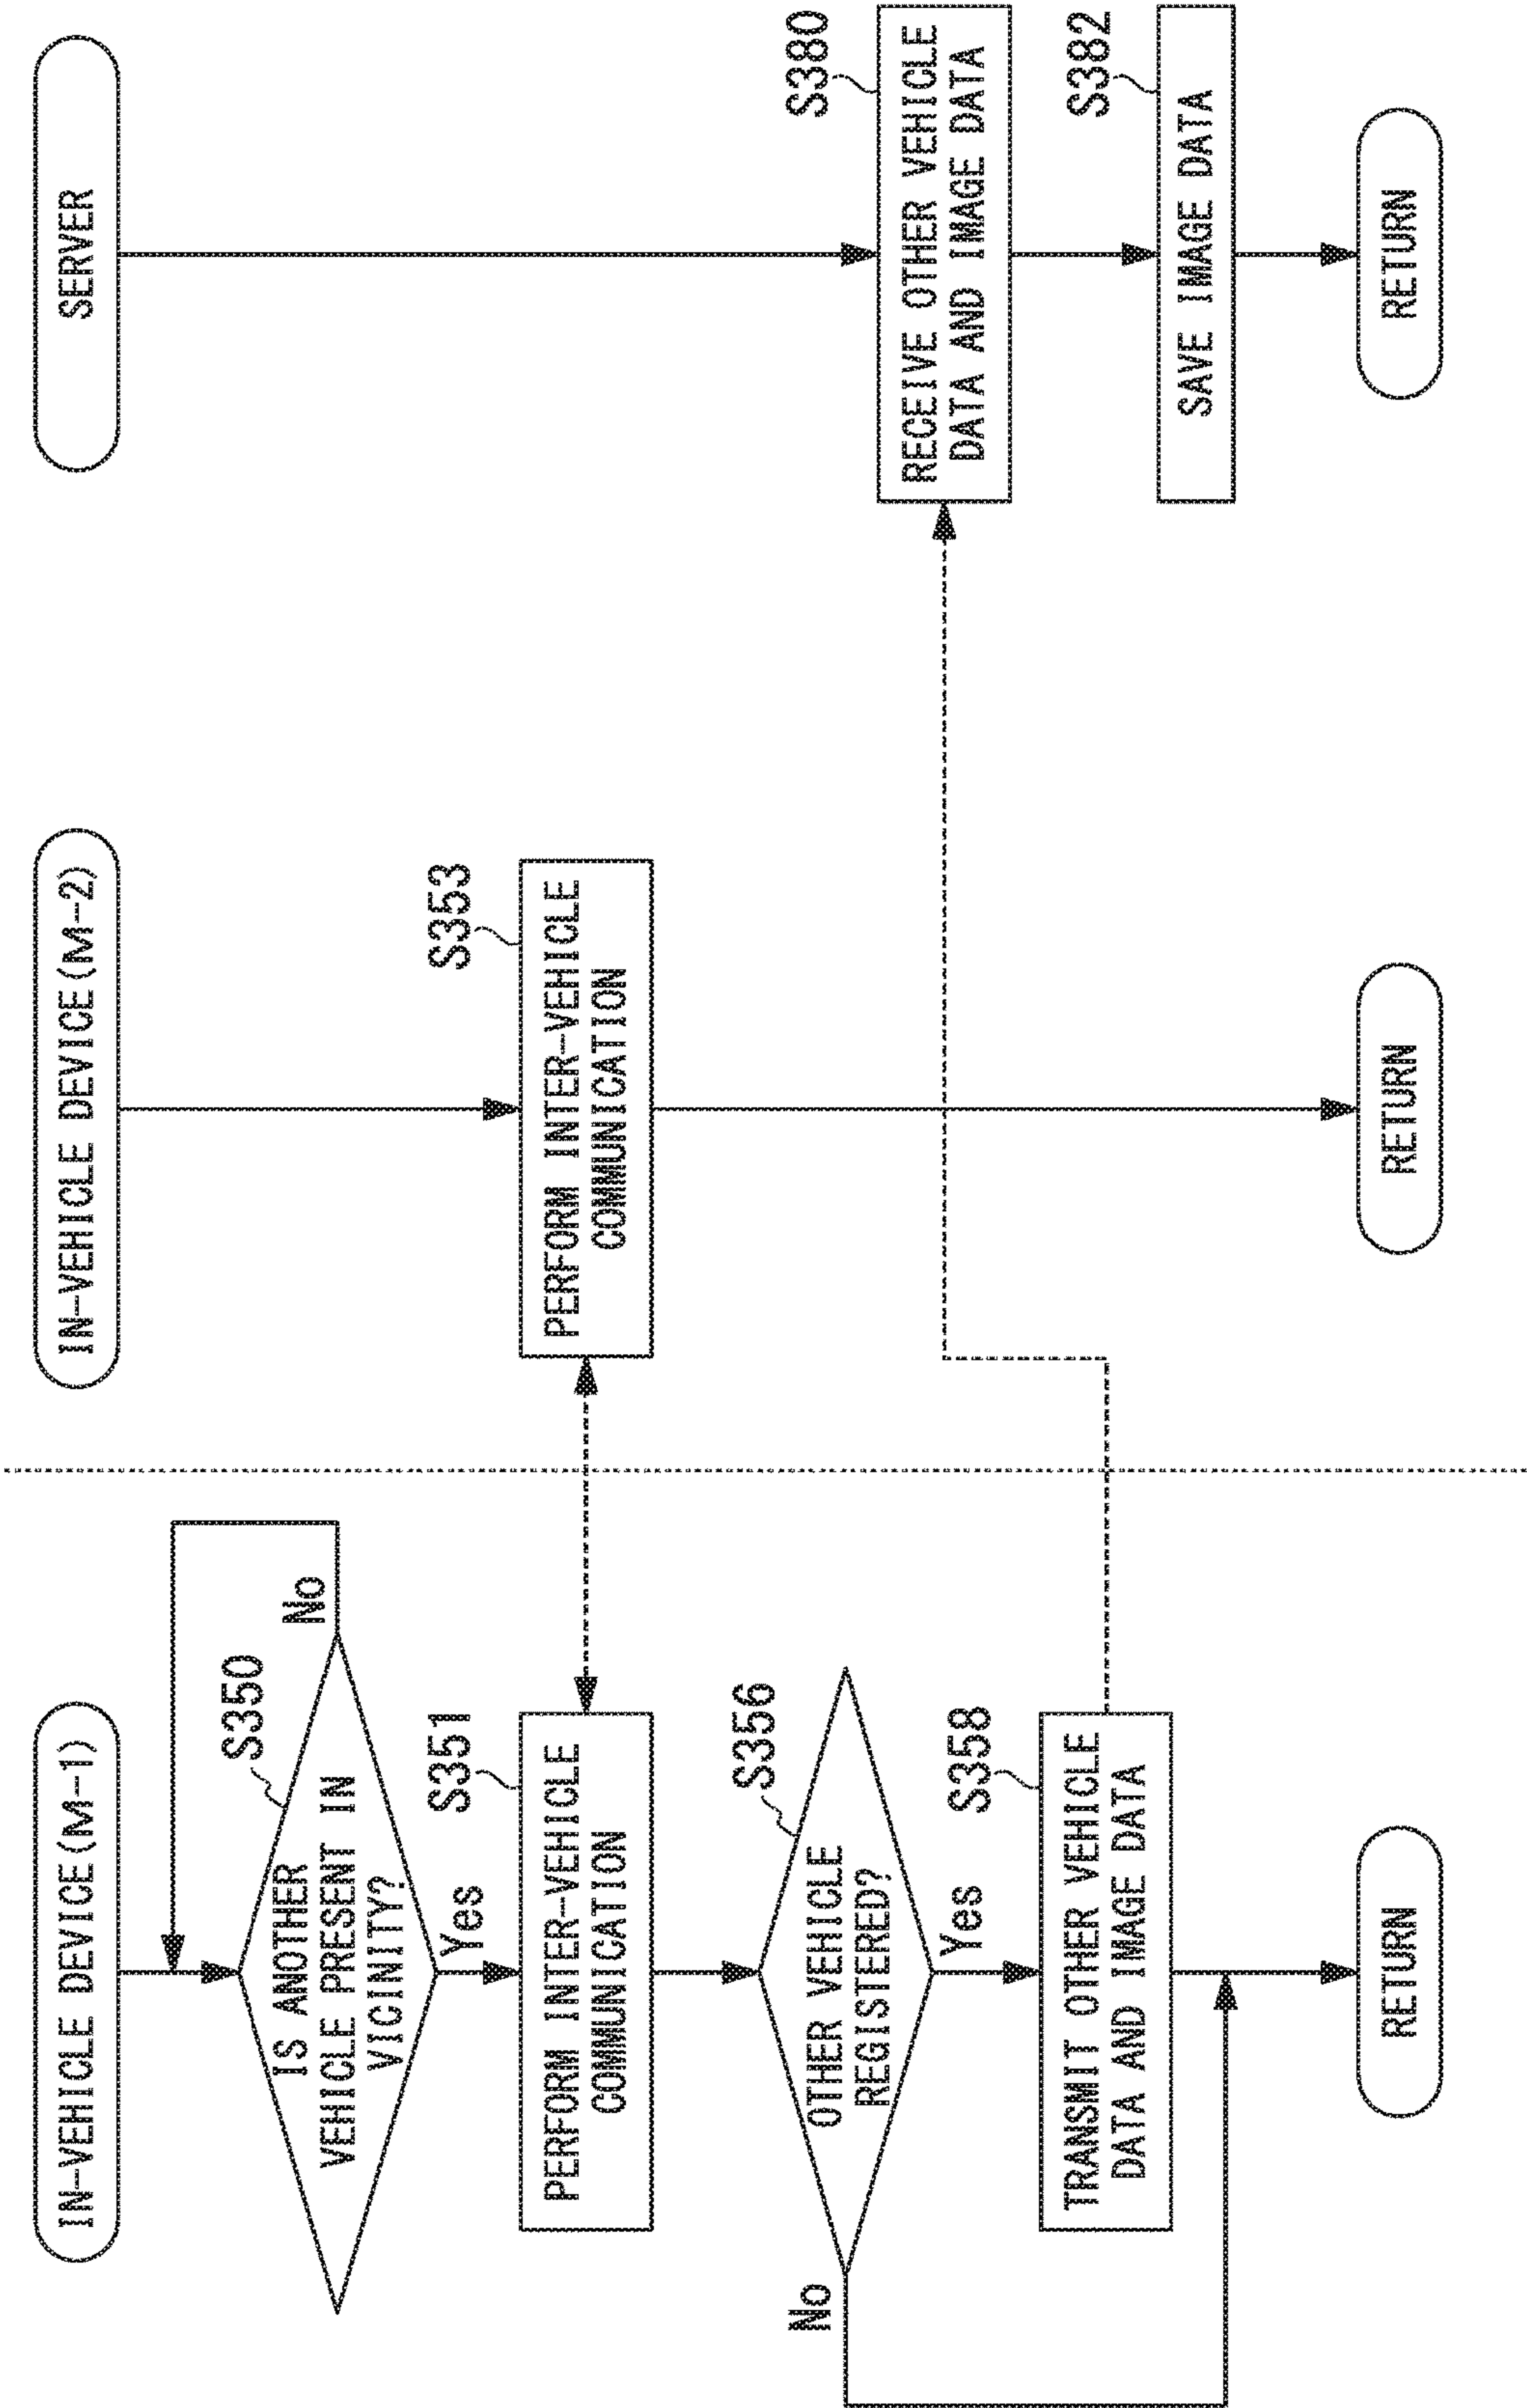 IN-VEHICLE DEVICE(M-1)
S350
IS ANOTHER
VEHICLE PRESENT IN
VICINITY?
No
Yes
S351
PERFORM INTER-VEHICLE
COMMUNICATION
S356
OTHER VEHICLE
REGISTERED?
No
Yes
S358
TRANSMIT OTHER VEHICLE
DATA AND IMAGE DATA
RETURN
IN-VEHICLE DEVICE(M-2)
S353
PERFORM INTER-VEHICLE
COMMUNICATION
RETURN
SERVER
S380
RECEIVE OTHER VEHICLE
DATA AND IMAGE DATA
S382
SAVE IMAGE DATA
RETURN